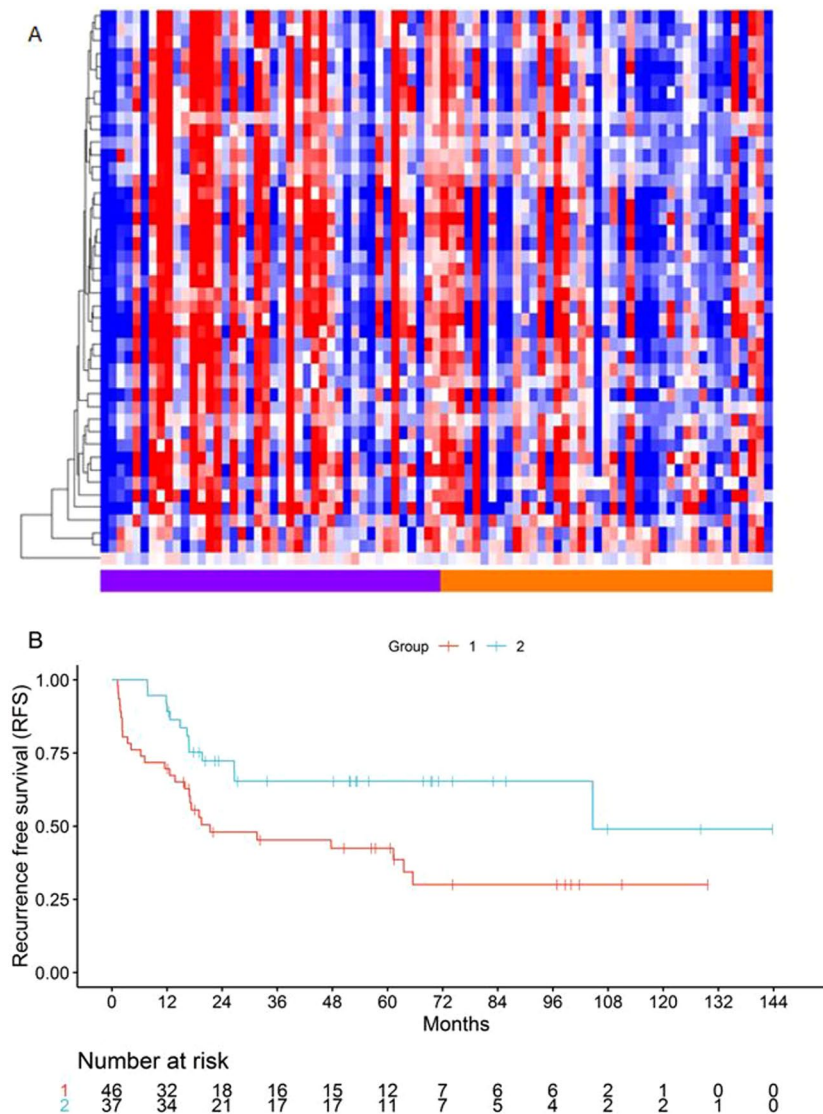 A
B
Group 1 2
Recurrence free survival (RFS)
1.00
0.75
0.50
0.25
0.00
0 12 24 36 48 60 72 84 96 108 120 132 144
Months
Number at risk
1 46 32 18 16 15 12 7 6 6 2 1 0 0
2 37 34 21 17 17 11 7 5 4 2 2 1 0